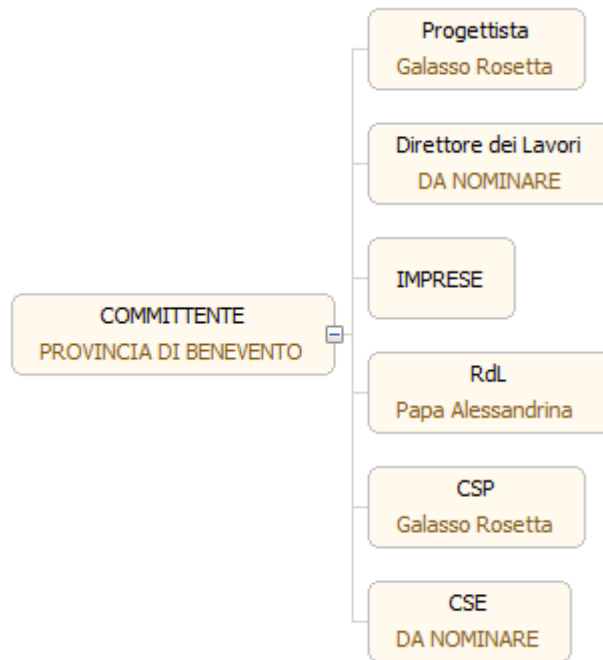 Progettista
Galasso Rosetta
Direttore dei Lavori
DA NOMINARE
IMPRESE
COMMITTENTE
PROVINCIA DI BENEVENTO
RdL
Papa Alessandrina
CSP
Galasso Rosetta
CSE
DA NOMINARE